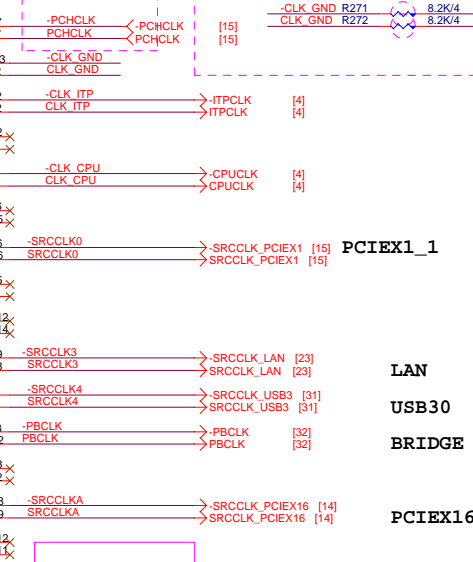 -CLK_GND R271 8.2K/4
CLK_GND R272 8.2K/4
-PCHCLK -PCHCLK [15]
PCHCLK PCHCLK [15]
-CLK_GND
CLK_GND
-CLK_ITP -ITPCLK [4]
CLK_ITP ITPCLK [4]
-CLK_CPU -CPUCLK [4]
CLK_CPU CPUCLK [4]
-SRCCLK0 -SRCCLK_PCIEX1 [15] PCIEX1_1
SRCCLK0 SRCCLK_PCIEX1 [15]
-SRCCLK3 -SRCCLK_LAN [23]
SRCCLK3 SRCCLK_LAN [23] LAN
-SRCCLK4 -SRCCLK_USB3 [31]
SRCCLK4 SRCCLK_USB3 [31] USB30
-PBCLK -PBCLK [32]
PBCLK PBCLK [32] BRIDGE
-SRCCLKA -SRCCLK_PCIEX16 [14]
SRCCLKA SRCCLK_PCIEX16 [14] PCIEX16